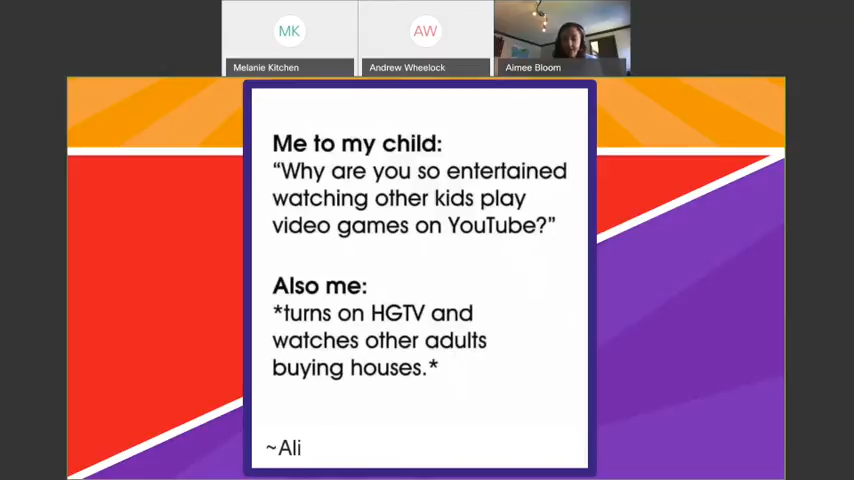 MK
AW
Melanie Kitchen
Andrew Wheelock
Aimee Bloom
Me to my child:
“Why are you so entertained
watching other kids play
video games on YouTube?”
Also me:
*turns on HGTV and
watches other adults
buying houses.*
~Ali